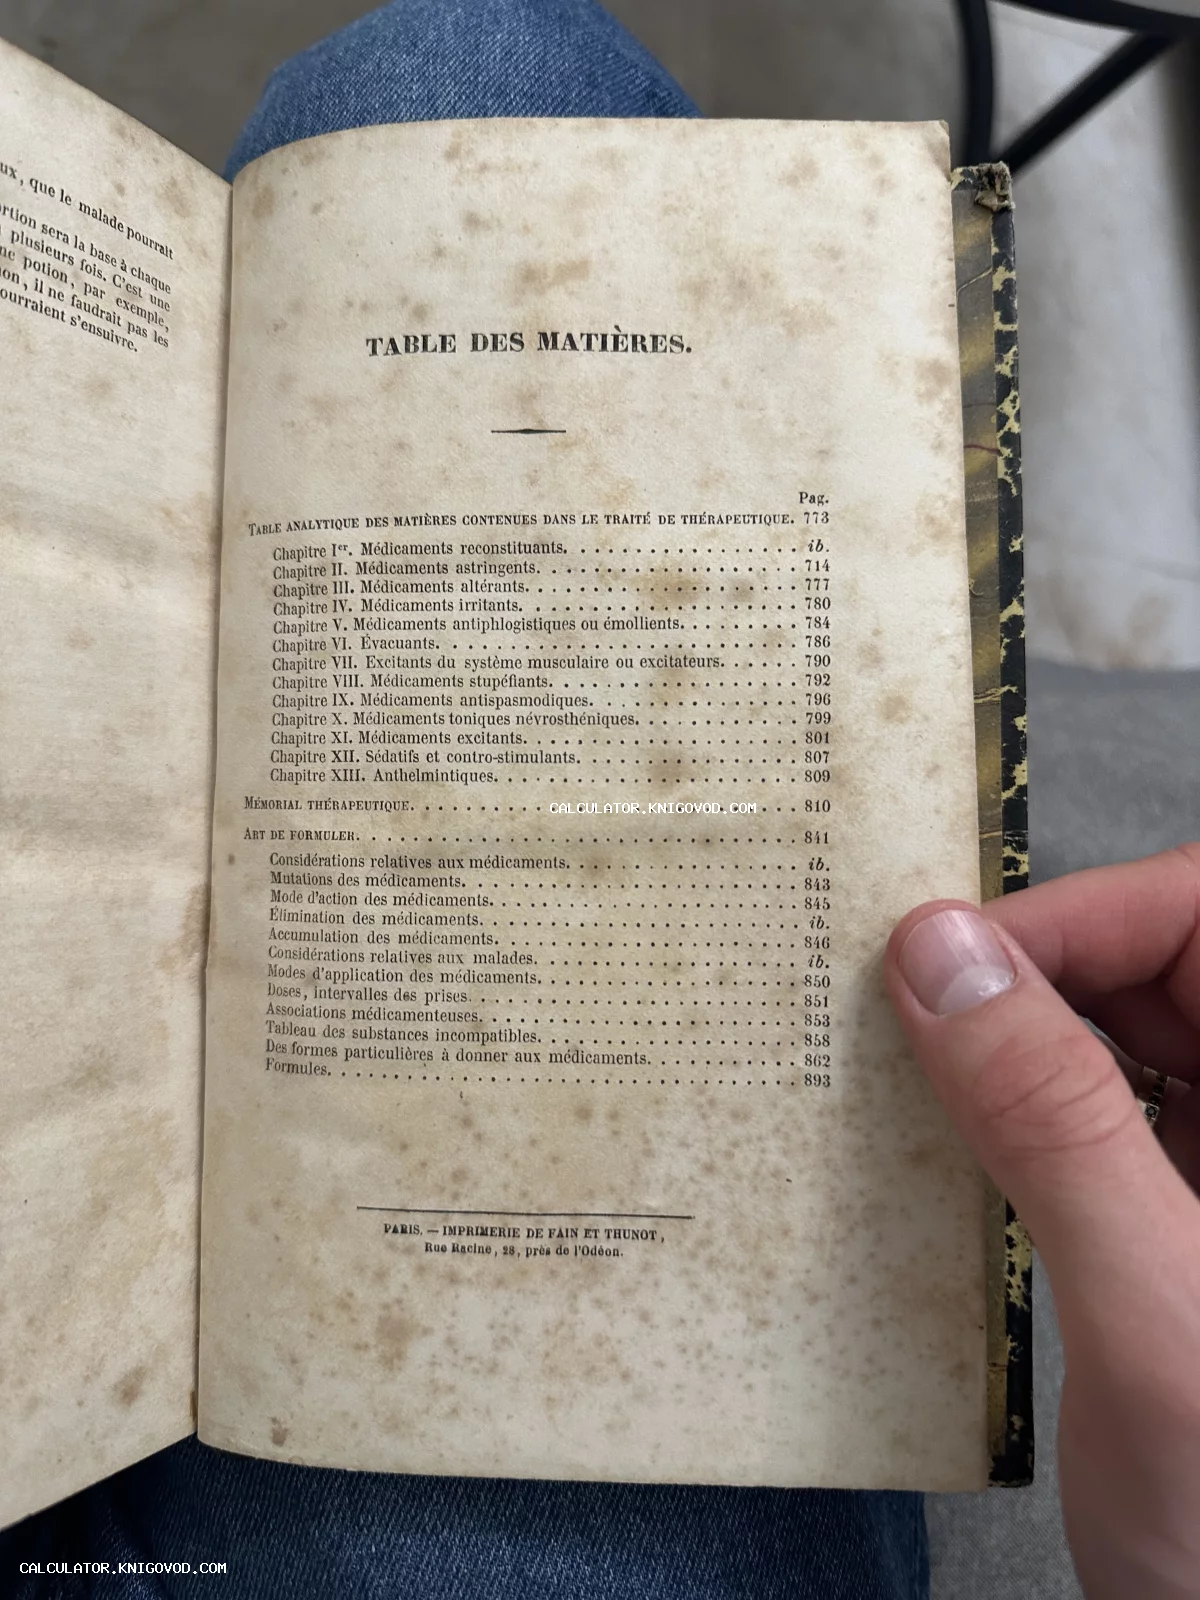 ux, que le malade pourrait
rtion sera la base à chaque
plusieurs fois. C'est une
ne potion, par exemple,
on, il ne faudrait pas les
ourraient s'ensuivre.
TABLE DES MATIÈRES.
Pag.
TABLE ANALYTIQUE DES MATIÈRES CONTENUES DANS LE TRAITÉ DE THÉRAPEUTIQUE. 773
Chapitre Ier. Médicaments reconstituants. . . . . . . . . . . . . . . . . ib.
Chapitre II. Médicaments astringents. . . . . . . . . . . . . . . . . . . 714
Chapitre III. Médicaments altérants. . . . . . . . . . . . . . . . . . . . 777
Chapitre IV. Médicaments irritants. . . . . . . . . . . . . . . . . . . . 780
Chapitre V. Médicaments antiphlogistiques ou émollients. . . . . . . . . 784
Chapitre VI. Évacuants. . . . . . . . . . . . . . . . . . . . . . . . . . 786
Chapitre VII. Excitants du système musculaire ou excitateurs. . . . . . 790
Chapitre VIII. Médicaments stupéfiants. . . . . . . . . . . . . . . . . . 792
Chapitre IX. Médicaments antispasmodiques. . . . . . . . . . . . . . . 796
Chapitre X. Médicaments toniques névrosthéniques. . . . . . . . . . . . 799
Chapitre XI. Médicaments excitants. . . . . . . . . . . . . . . . . . . . 801
Chapitre XII. Sédatifs et contro-stimulants. . . . . . . . . . . . . . . . 807
Chapitre XIII. Anthelmintiques. . . . . . . . . . . . . . . . . . . . . . 809
MÉMORIAL THÉRAPEUTIQUE. . . . . . . . . . . . . . . . . . . . . . . . . 810
CALCULATOR.KNIGOVOD.COM
ART DE FORMULER. . . . . . . . . . . . . . . . . . . . . . . . . . . . . 841
Considérations relatives aux médicaments. . . . . . . . . . . . . . . . . ib.
Mutations des médicaments. . . . . . . . . . . . . . . . . . . . . . . . 843
Mode d'action des médicaments. . . . . . . . . . . . . . . . . . . . . . 845
Élimination des médicaments. . . . . . . . . . . . . . . . . . . . . . . ib.
Accumulation des médicaments. . . . . . . . . . . . . . . . . . . . . . 846
Considérations relatives aux malades. . . . . . . . . . . . . . . . . . . ib.
Modes d'application des médicaments. . . . . . . . . . . . . . . . . . . 850
Doses, intervalles des prises. . . . . . . . . . . . . . . . . . . . . . . . 851
Associations médicamenteuses. . . . . . . . . . . . . . . . . . . . . . . 853
Tableau des substances incompatibles. . . . . . . . . . . . . . . . . . . 858
Des formes particulières à donner aux médicaments. . . . . . . . . . . 862
Formules. . . . . . . . . . . . . . . . . . . . . . . . . . . . . . . . . . 893
PARIS. — IMPRIMERIE DE FAIN ET THUNOT,
Rue Racine, 28, près de l'Odéon.
CALCULATOR.KNIGOVOD.COM